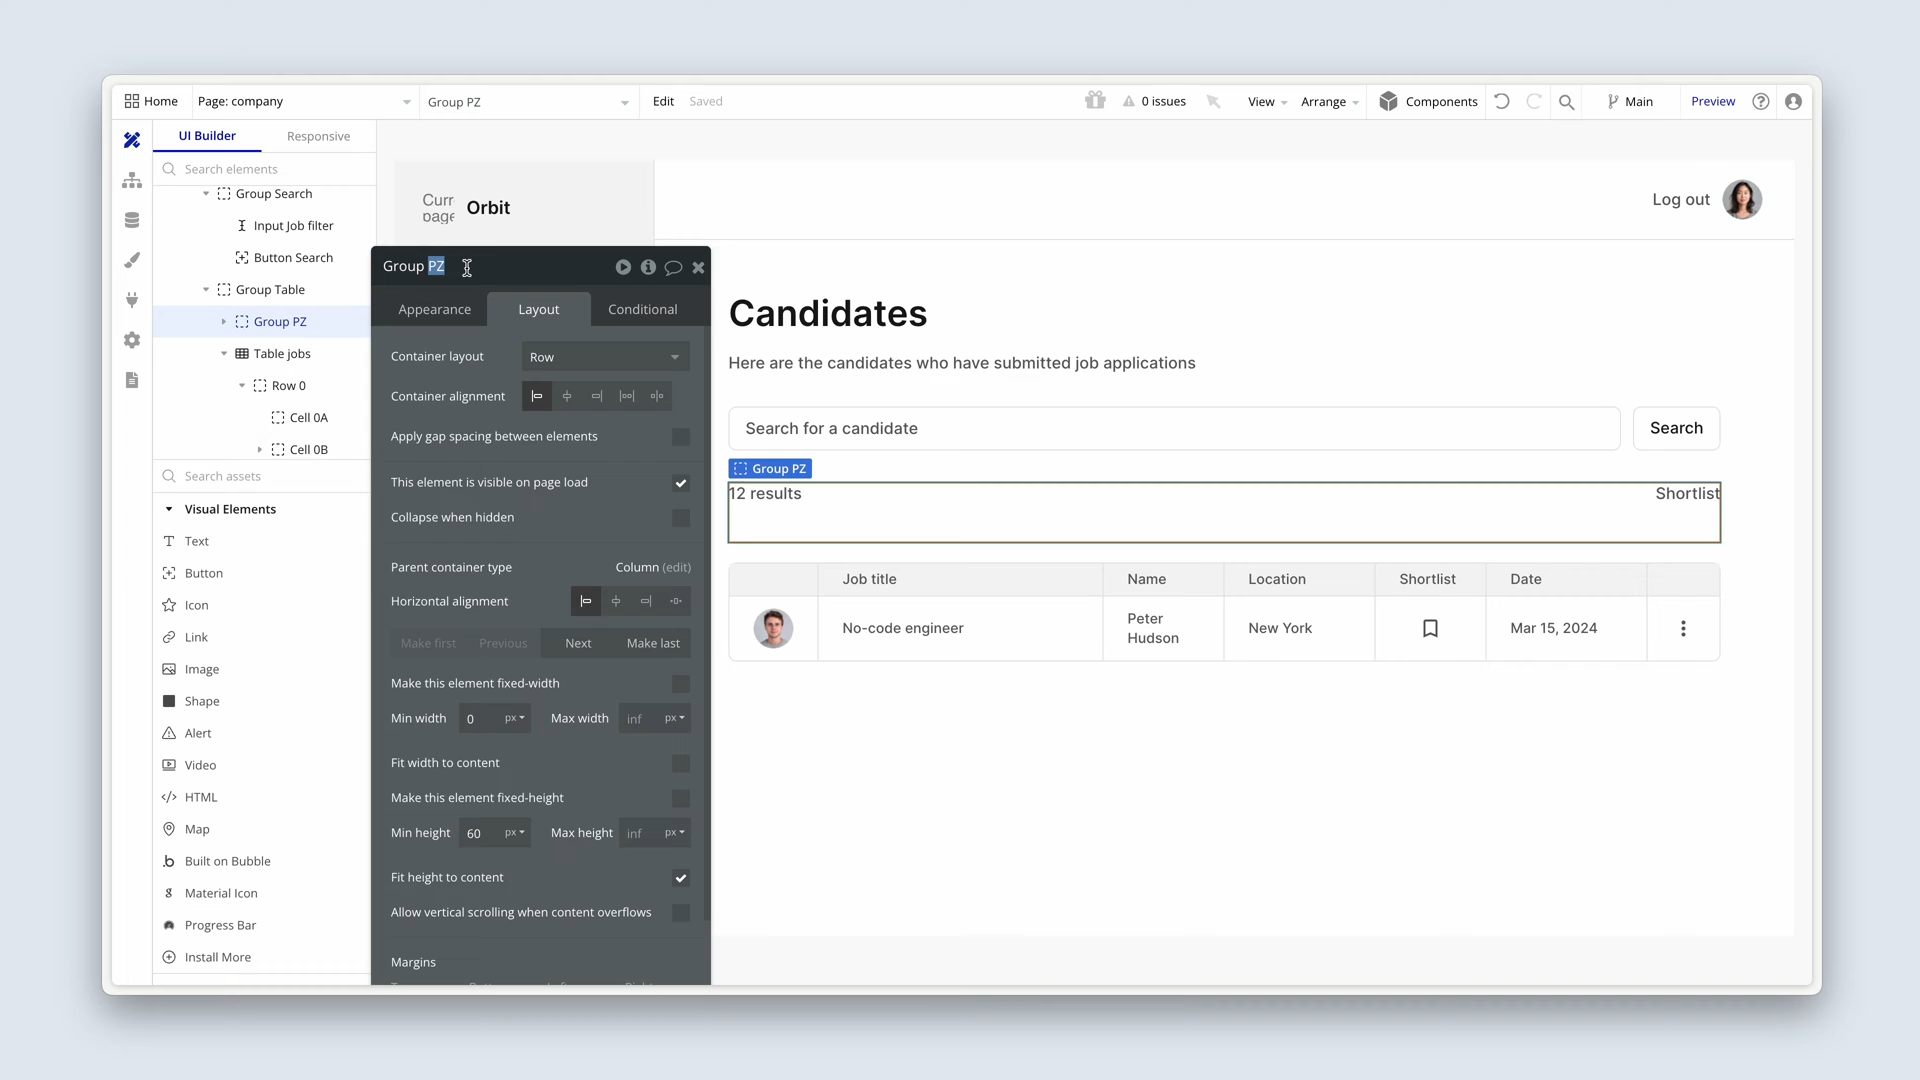 Home
Page: company
Group PZ
Edit
Saved
0 issues
View
Arrange
Components
Main
Preview
UI Builder
Responsive
Search elements
Group Search
Input Job filter
Button Search
Group Table
Group PZ
Table jobs
Row 0
Cell 0A
Cell 0B
Search assets
Visual Elements
Text
Button
Icon
Link
Image
Shape
Alert
Video
HTML
Map
Built on Bubble
Material Icon
Progress Bar
Install More
Group PZ
Appearance
Layout
Conditional
Container layout
Row
Container alignment
Apply gap spacing between elements
This element is visible on page load
Collapse when hidden
Parent container type
Column (edit)
Horizontal alignment
Make first
Previous
Next
Make last
Make this element fixed-width
Min width 0 px
Max width inf px
Fit width to content
Make this element fixed-height
Min height 60 px
Max height inf px
Fit height to content
Allow vertical scrolling when content overflows
Margins
Curr
page
Orbit
Log out
Candidates
Here are the candidates who have submitted job applications
Search for a candidate
Search
Group PZ
12 results
Shortlist
Job title
Name
Location
Shortlist
Date
No-code engineer
Peter
Hudson
New York
Mar 15, 2024